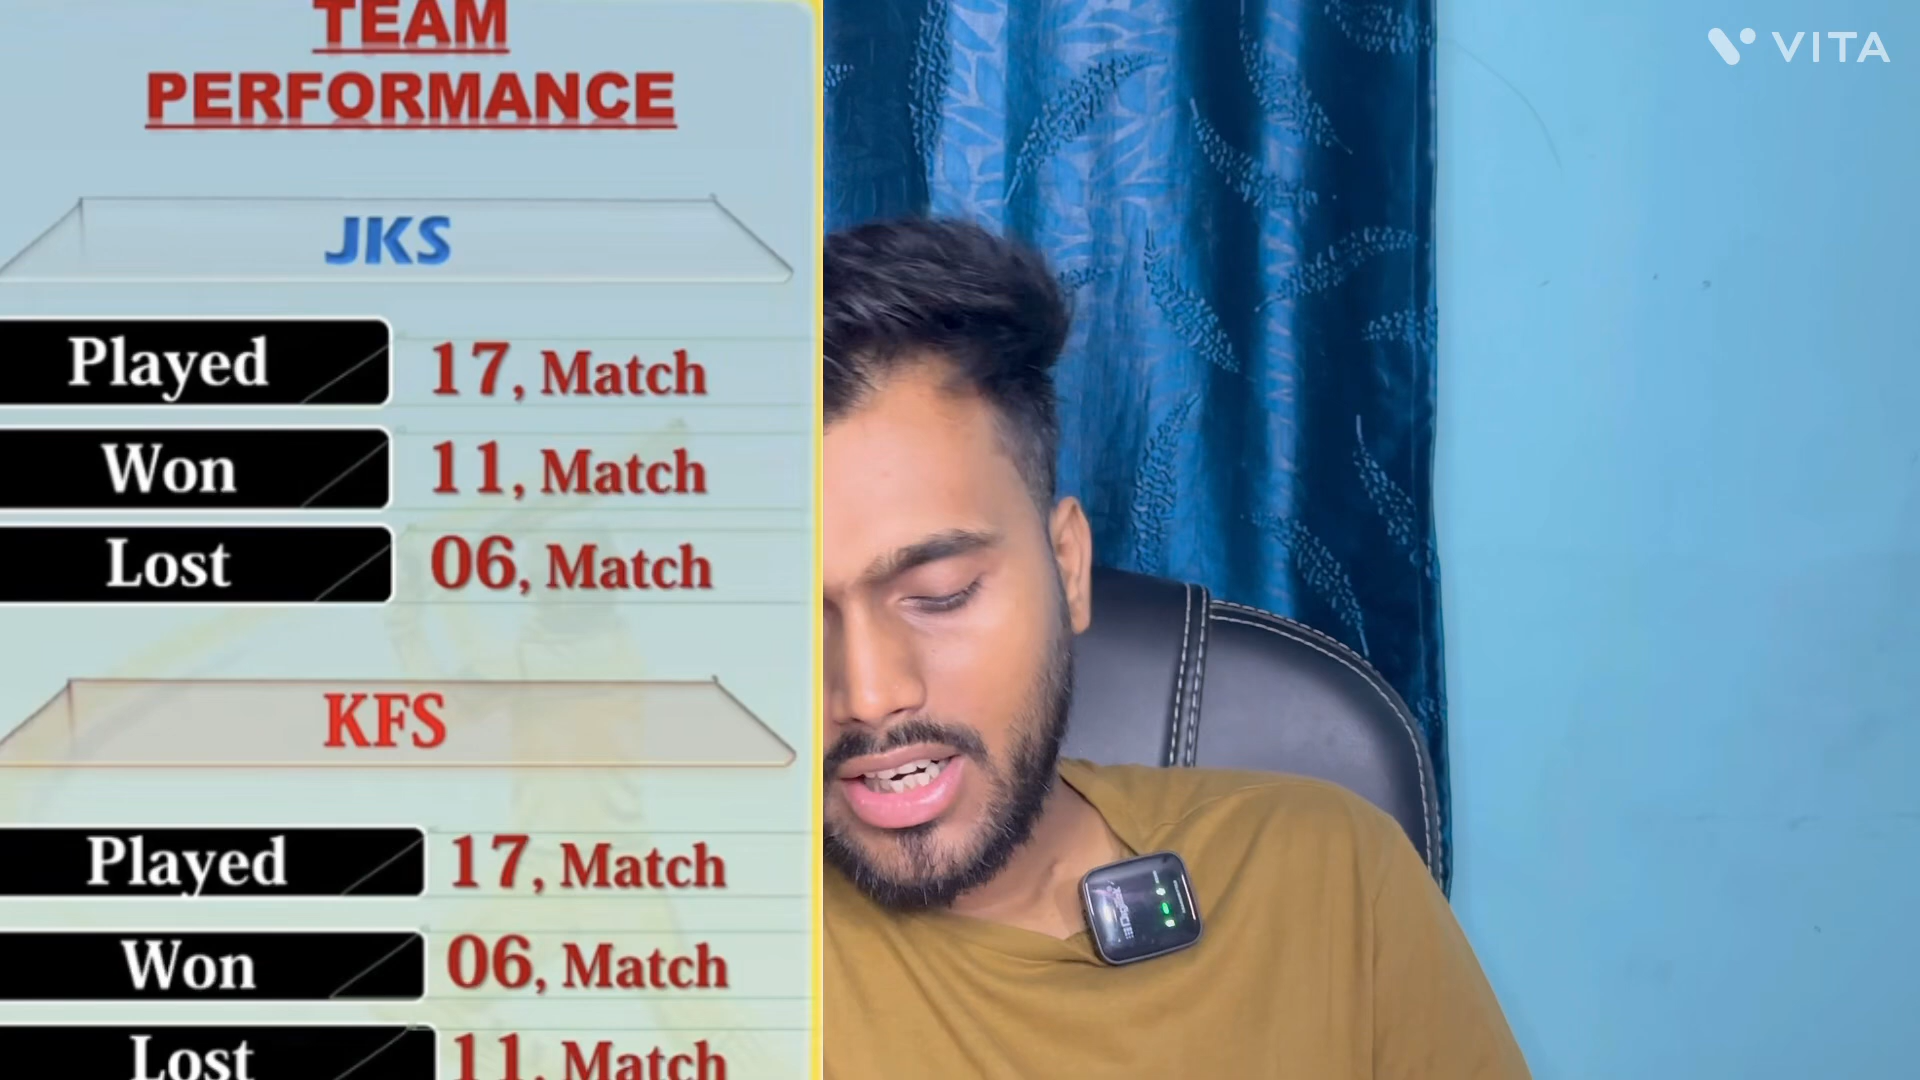 TEAM
PERFORMANCE
JKS
Played 17, Match
Won 11, Match
Lost 06, Match
KFS
Played 17, Match
Won 06, Match
Lost 11, Match
VITA